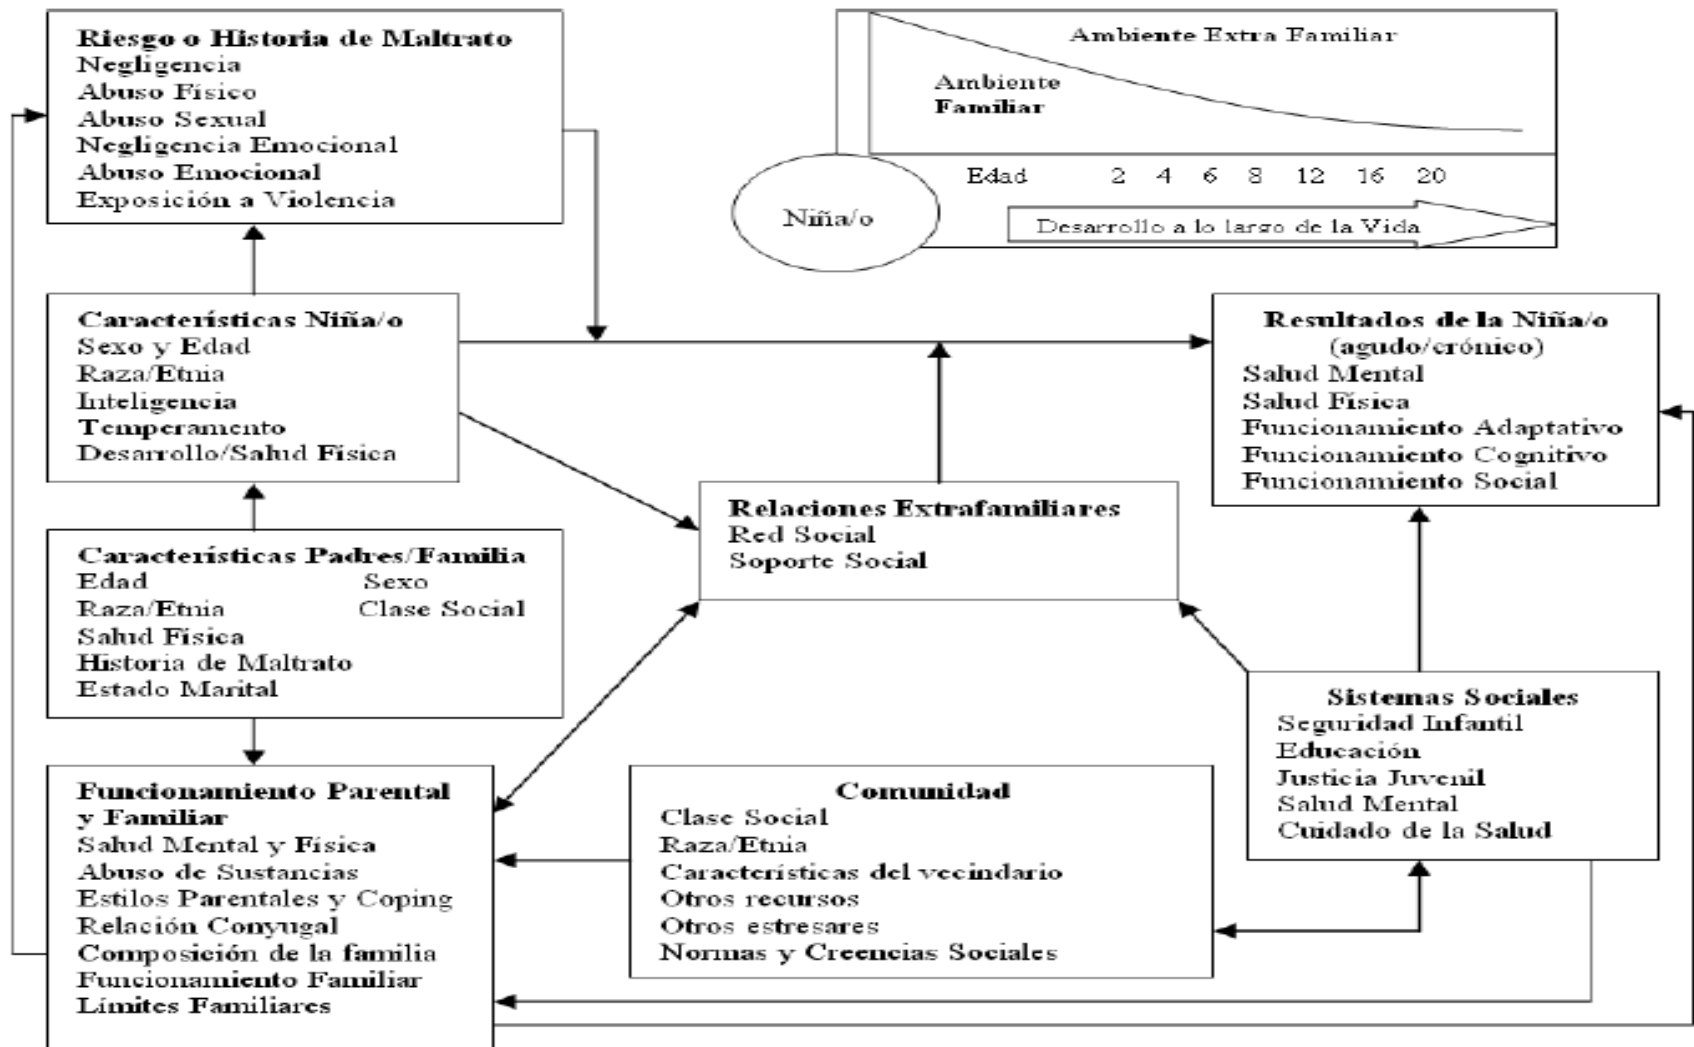 Riesgo o Historia de Maltrato
Negligencia
Abuso Físico
Abuso Sexual
Negligencia Emocional
Abuso Emocional
Exposición a Violencia
Ambiente Extra Familiar
Ambiente
Familiar
Edad 2 4 6 8 12 16 20
Niña/o
Desarrollo a lo largo de la Vida
Características Niña/o
Sexo y Edad
Raza/Etnia
Inteligencia
Temperamento
Desarrollo/Salud Física
Resultados de la Niña/o
(agudo/crónico)
Salud Mental
Salud Física
Funcionamiento Adaptativo
Funcionamiento Cognitivo
Funcionamiento Social
Relaciones Extrafamiliares
Red Social
Soporte Social
Características Padres/Familia
Edad Sexo
Raza/Etnia Clase Social
Salud Física
Historia de Maltrato
Estado Marital
Sistemas Sociales
Seguridad Infantil
Educación
Justicia Juvenil
Salud Mental
Cuidado de la Salud
Funcionamiento Parental
y Familiar
Salud Mental y Física
Abuso de Sustancias
Estilos Parentales y Coping
Relación Conyugal
Composición de la familia
Funcionamiento Familiar
Límites Familiares
Comunidad
Clase Social
Raza/Etnia
Características del vecindario
Otros recursos
Otros estresares
Normas y Creencias Sociales